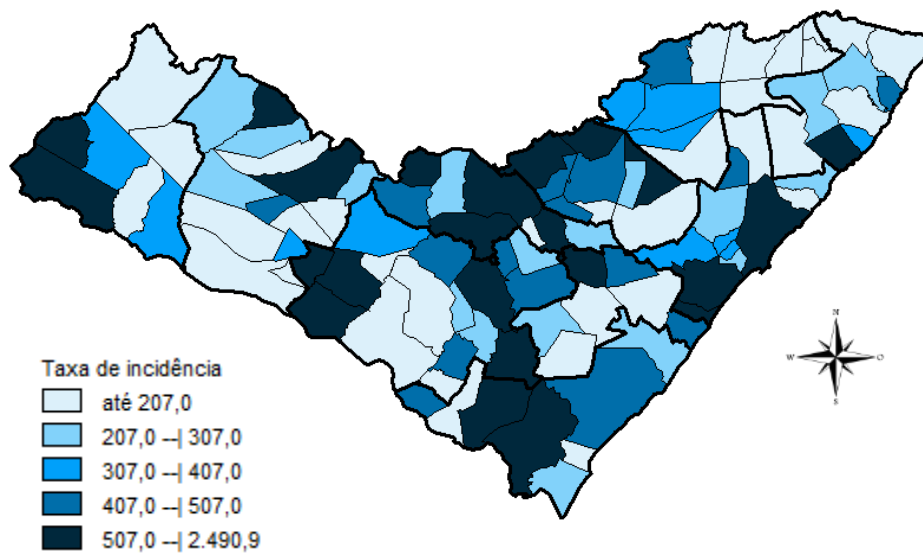 N
W
O
S
Taxa de incidência
até 207,0
207,0 --| 307,0
307,0 --| 407,0
407,0 --| 507,0
507,0 --| 2.490,9